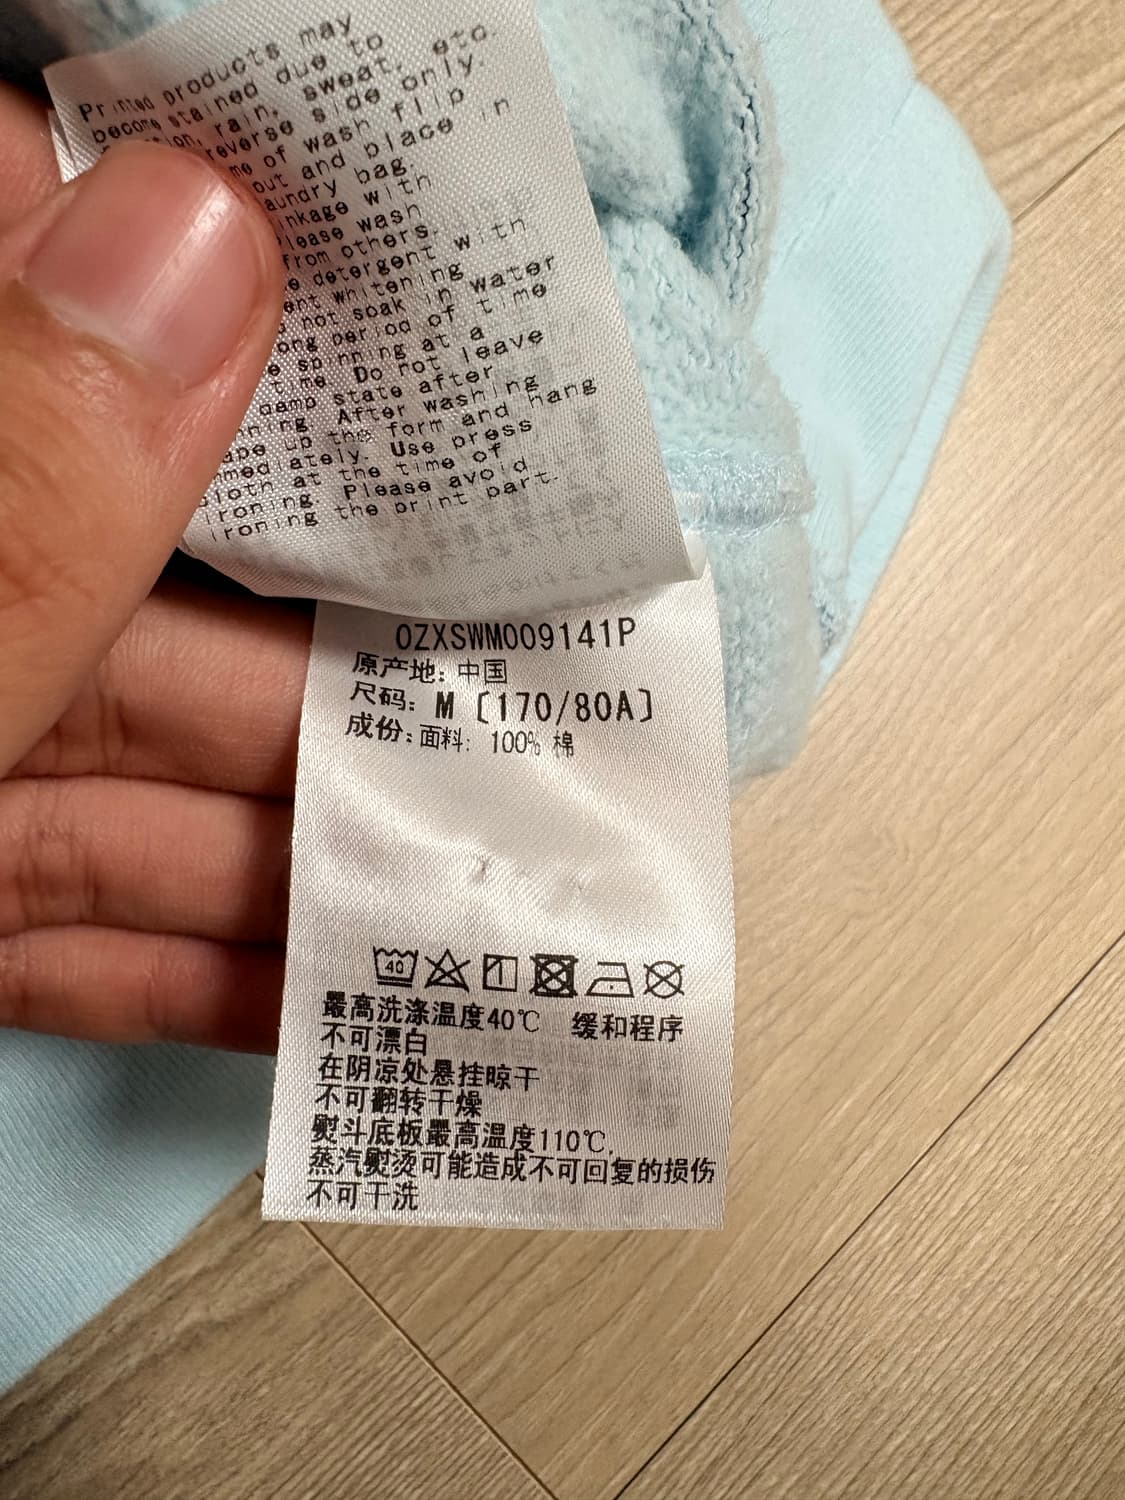 Printed products may
become stained due to
rain, sweat, etc.
reverse side only.
of wash flip
out and place in
bag.
with
wash
from others.
detergent with
whitening
not soak in water
period of time
at a
Do not leave
damp state after
After washing
up the form and hang
Use press
cloth at the time of
ironing. Please avoid
ironing the print part.
0ZXSWM009141P
原产地: 中国
尺码: M [170/80A]
成份: 面料: 100% 棉
40
最高洗涤温度40℃ 缓和程序
不可漂白
在阴凉处悬挂晾干
不可翻转干燥
熨斗底板最高温度110℃,
蒸汽熨烫可能造成不可回复的损伤
不可干洗